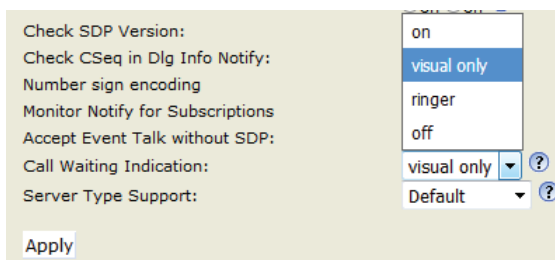 Check SDP Version:
on
Check CSeq in Dlg Info Notify:
visual only
Number sign encoding
ringer
Monitor Notify for Subscriptions
Accept Event Talk without SDP:
off
Call Waiting Indication:
visual only ?
Server Type Support:
Default ?
Apply